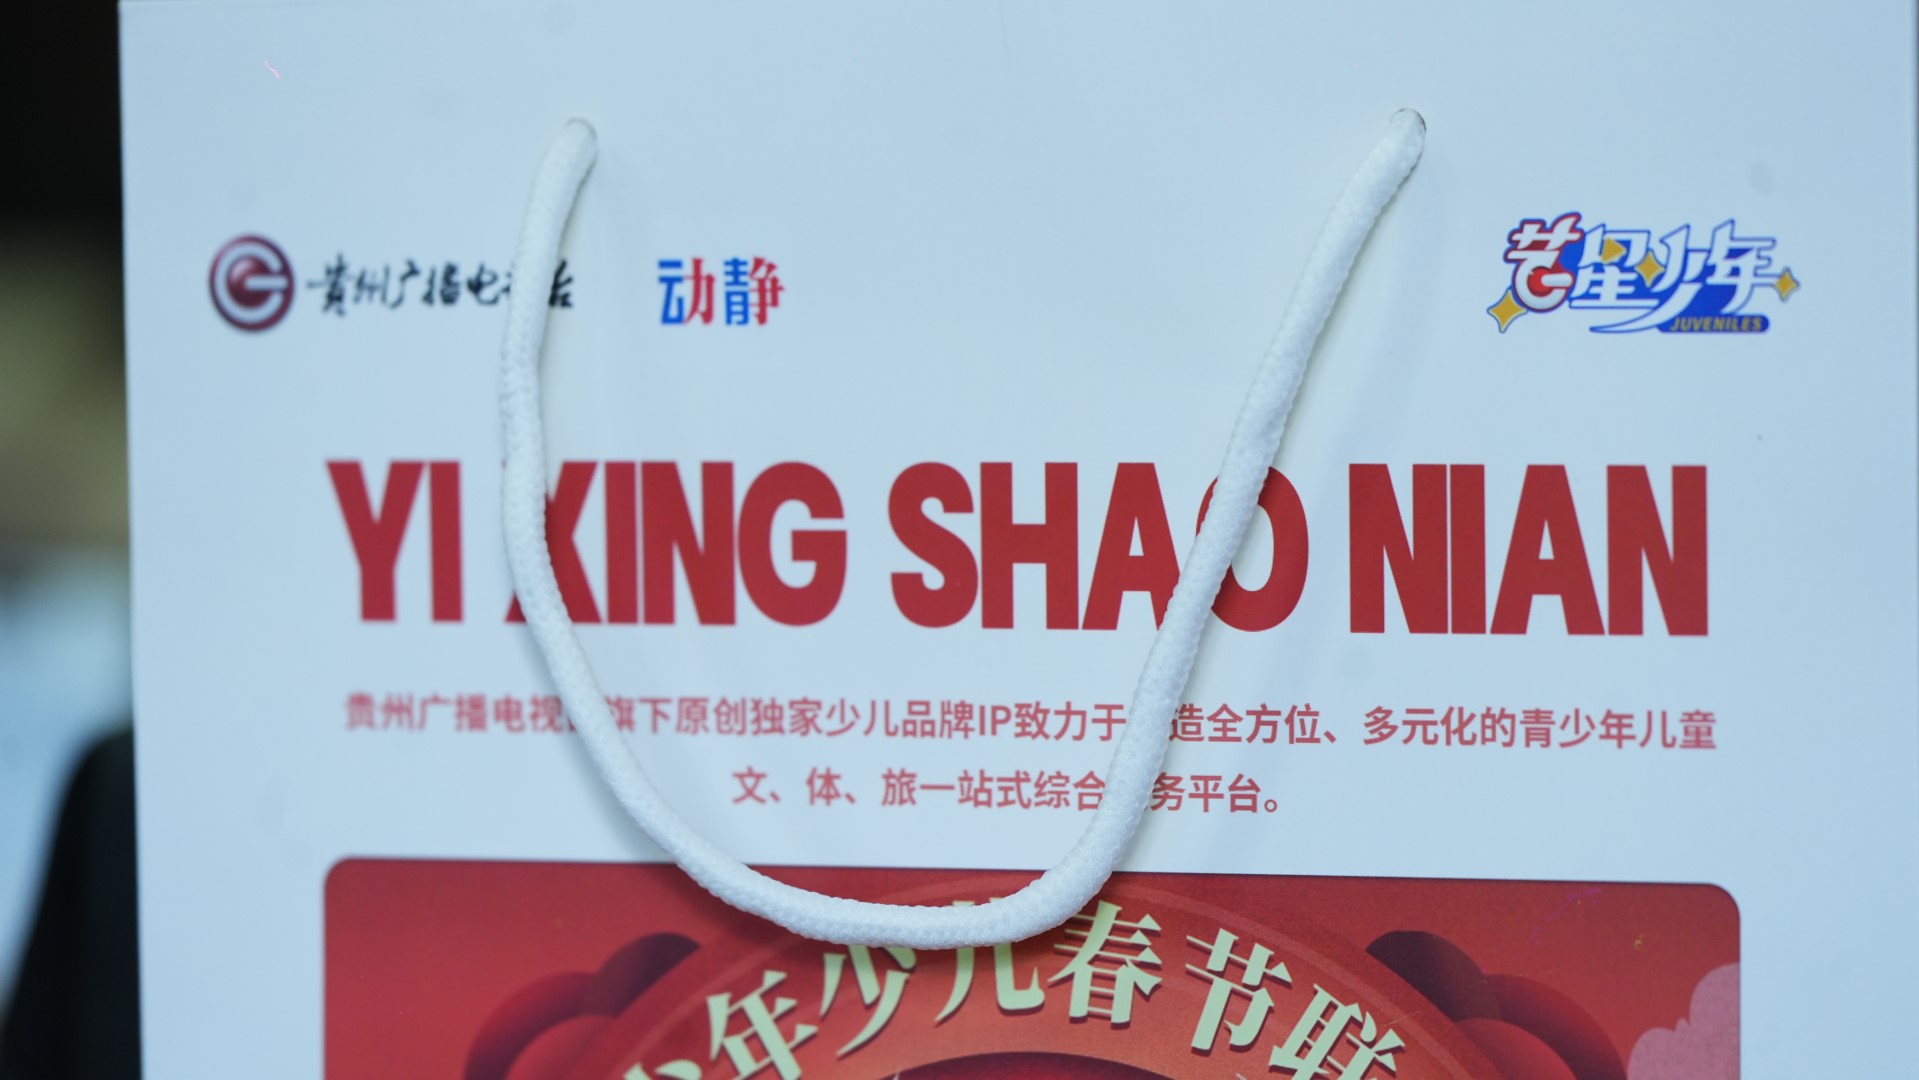 贵州广播电视台
动静
艺星少年
JUVENILES
YI XING SHAO NIAN
贵州广播电视 旗下原创独家少儿品牌IP致力于 造全方位、多元化的青少年儿童
文、体、旅一站式综合 务平台。
少年少儿春节联